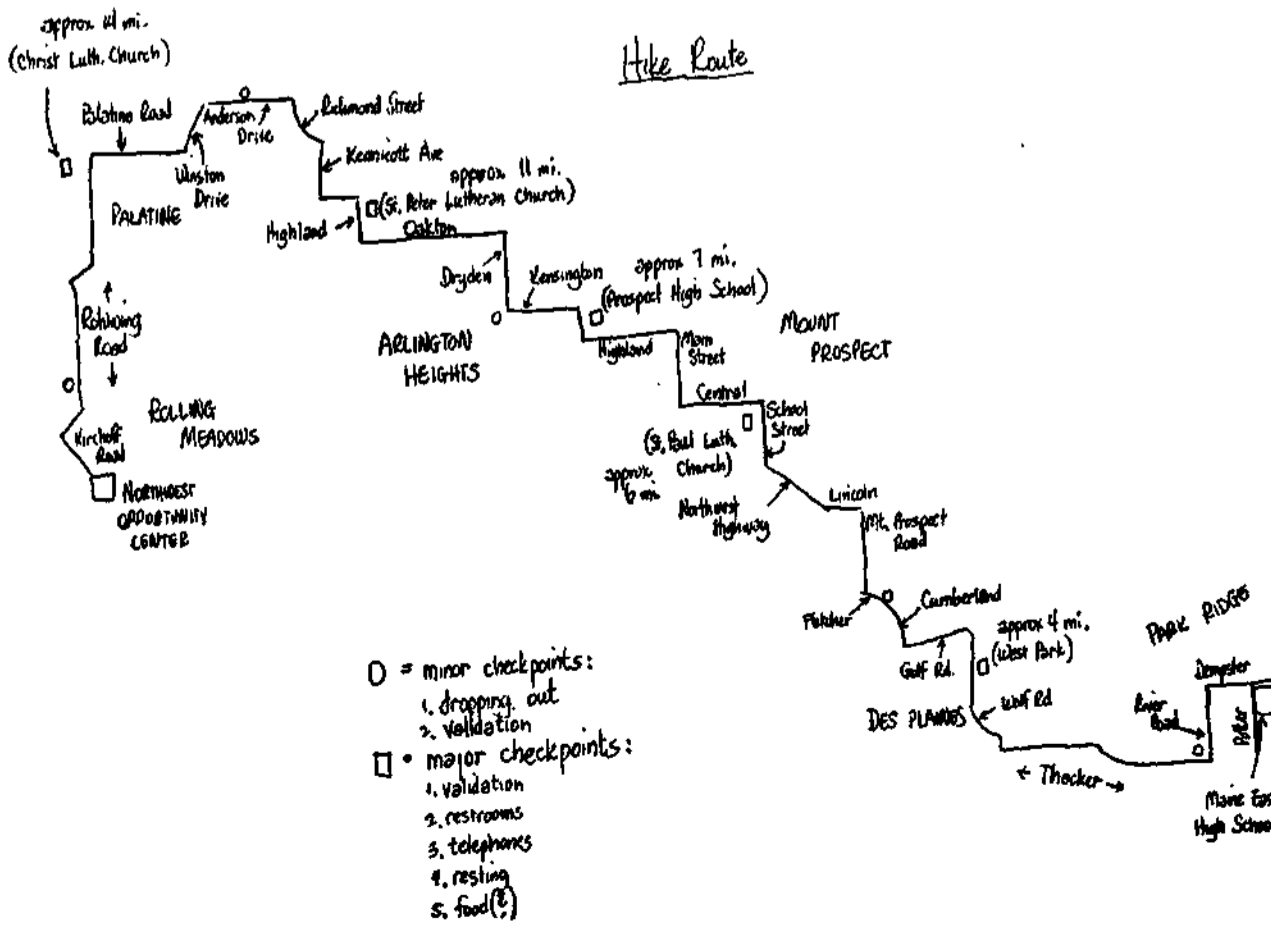 Hike Route
approx 14 mi.
(Christ Luth. Church)
Palatine Road
Anderson
Drive
Richmond Street
Winston
Drive
Kennicott Ave
PALATINE
approx 11 mi.
(St. Peter Lutheran Church)
Highland
Oakton
Dryden
Kensington
approx 7 mi.
(Prospect High School)
Rohlwing
Road
ARLINGTON
HEIGHTS
Highland
Main
Street
MOUNT
PROSPECT
Central
School
Street
ROLLING
MEADOWS
Kirchoff
Road
(St. Paul Luth.
Church)
approx
6 mi.
NORTHWEST
OPPORTUNITY
CENTER
Northwest
Highway
Lincoln
Mt. Prospect
Road
Cumberland
approx 4 mi.
(West Park)
Golf Rd.
PARK RIDGE
Dempster
DES PLAINES
Wolf Rd
River
Road
Potter
← Thacker →
Maine Eas
High School
O = minor checkpoints:
1. dropping out
2. validation
□ = major checkpoints:
1. validation
2. restrooms
3. telephones
4. resting
5. food(?)